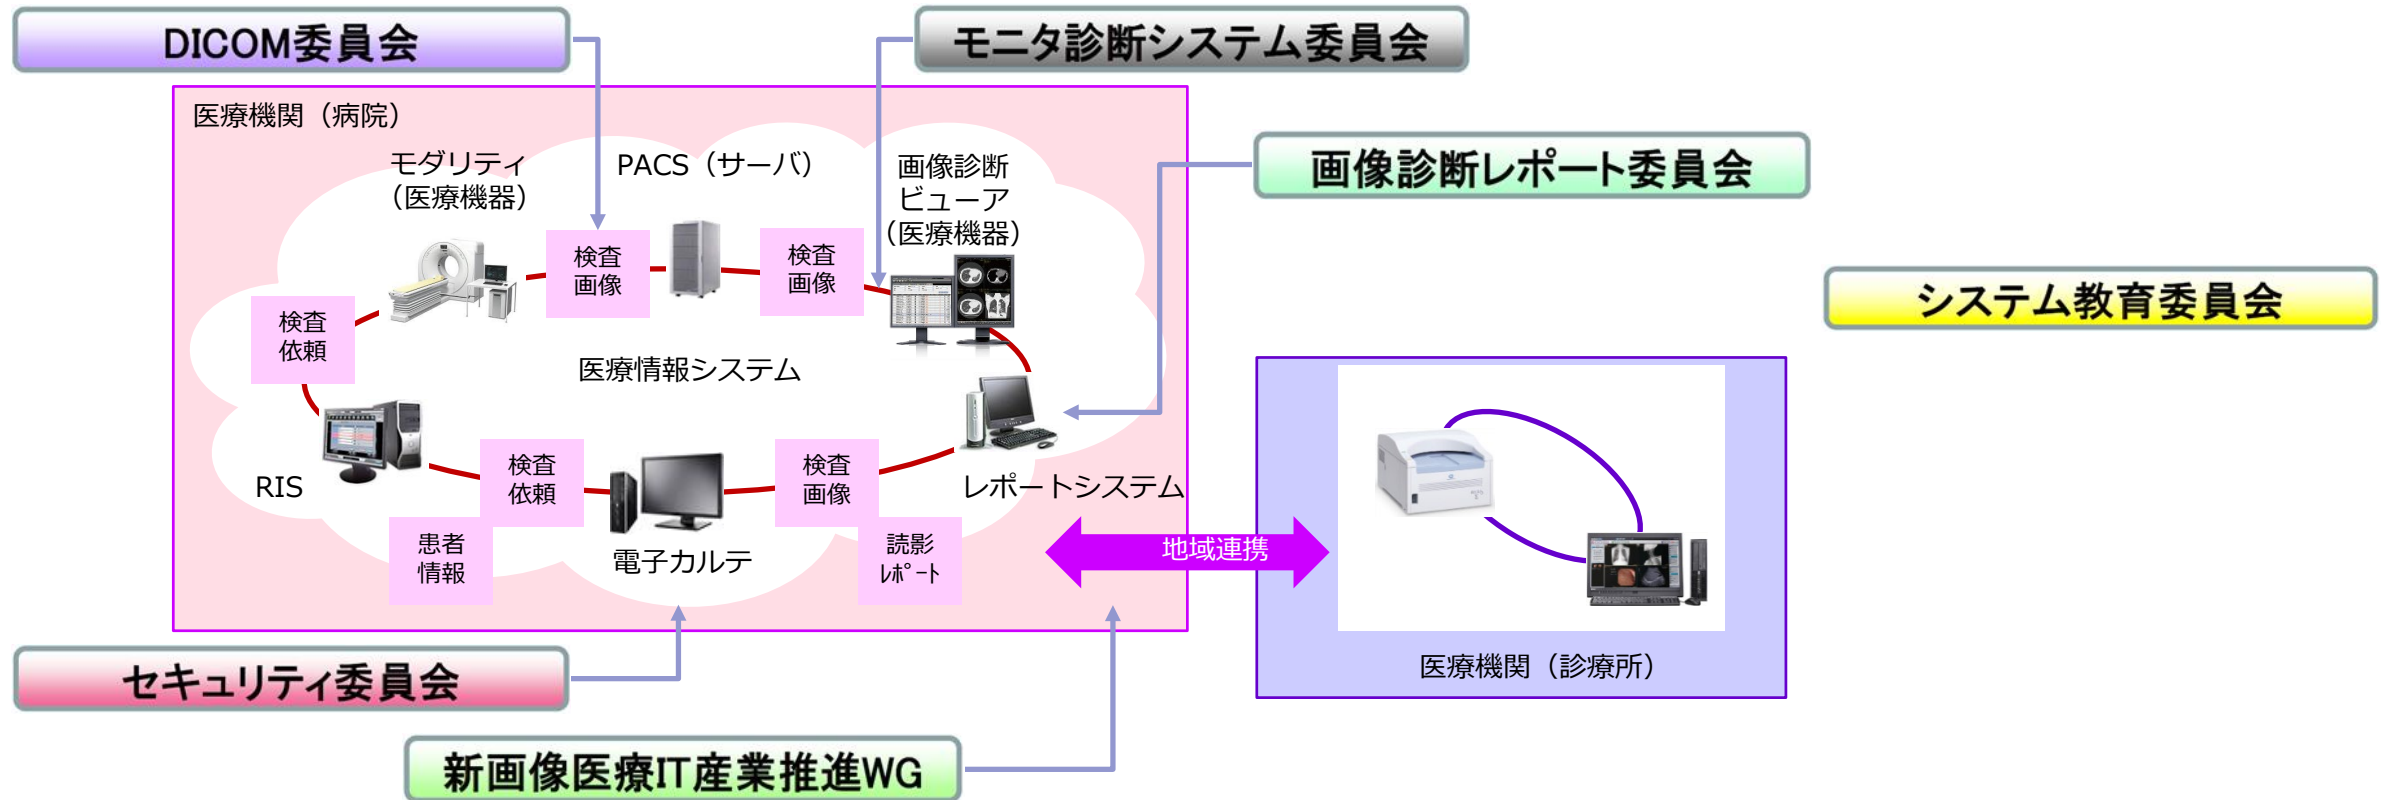 DICOM委員会
モニタ診断システム委員会
医療機関（病院）
モダリティ
（医療機器）
PACS（サーバ）
画像診断
ビューア
（医療機器）
画像診断レポート委員会
検査
画像
検査
画像
システム教育委員会
検査
依頼
医療情報システム
RIS
検査
依頼
検査
画像
レポートシステム
患者
情報
電子カルテ
読影
ﾚﾎﾟｰﾄ
地域連携
医療機関（診療所）
セキュリティ委員会
新画像医療IT産業推進WG